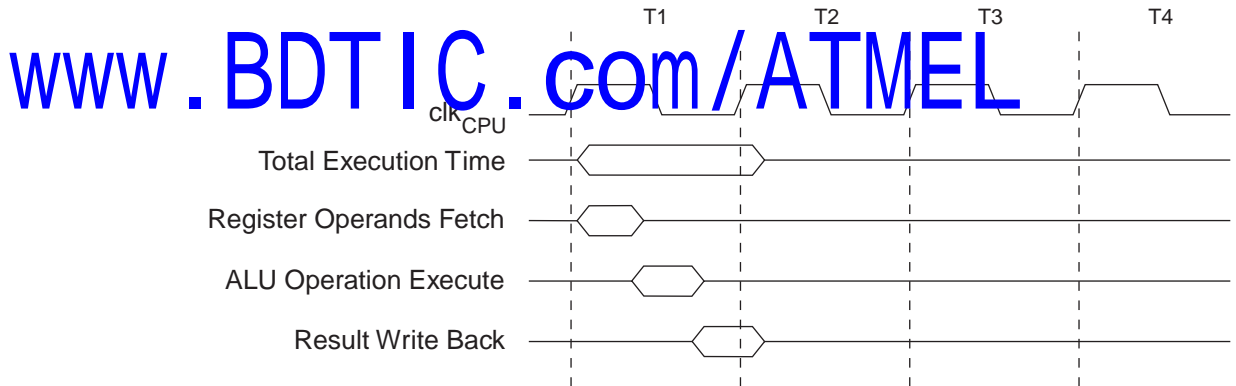 T1 T2 T3 T4
www.BDTIC.com/ATMEL
clkCPU
Total Execution Time
Register Operands Fetch
ALU Operation Execute
Result Write Back